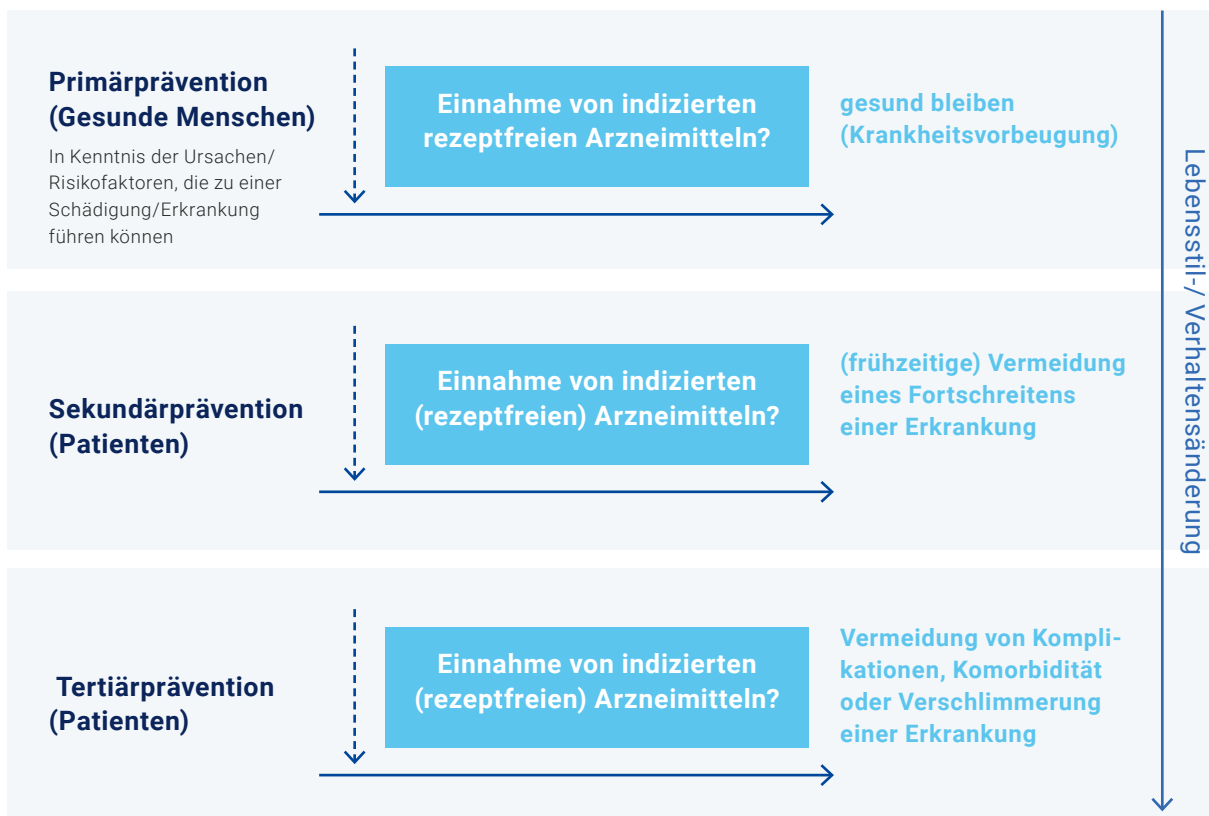 Primärprävention
(Gesunde Menschen)
In Kenntnis der Ursachen/
Risikofaktoren, die zu einer
Schädigung/Erkrankung
führen können
Einnahme von indizierten
rezeptfreien Arzneimitteln?
gesund bleiben
(Krankheitsvorbeugung)
Sekundärprävention
(Patienten)
Einnahme von indizierten
(rezeptfreien) Arzneimitteln?
(frühzeitige) Vermeidung
eines Fortschreitens
einer Erkrankung
Tertiärprävention
(Patienten)
Einnahme von indizierten
(rezeptfreien) Arzneimitteln?
Vermeidung von Kompli-
kationen, Komorbidität
oder Verschlimmerung
einer Erkrankung
Lebensstil-/ Verhaltensänderung